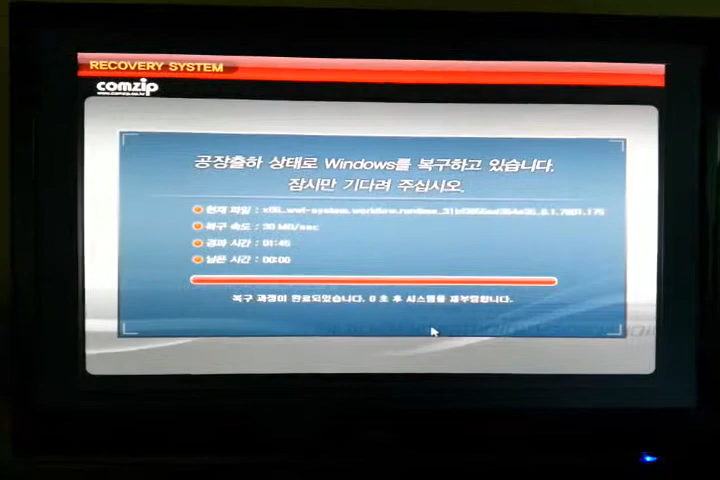 RECOVERY SYSTEM
comzip
공장출하 상태로 Windows를 복구하고 있습니다.
잠시만 기다려 주십시오.
현재 파일 :
복구 속도 : 30 MB/sec
경과 시간 : 01:45
남은 시간 : 00:00
복구 과정이 완료되었습니다. 0 초 후 시스템을 재부팅합니다.